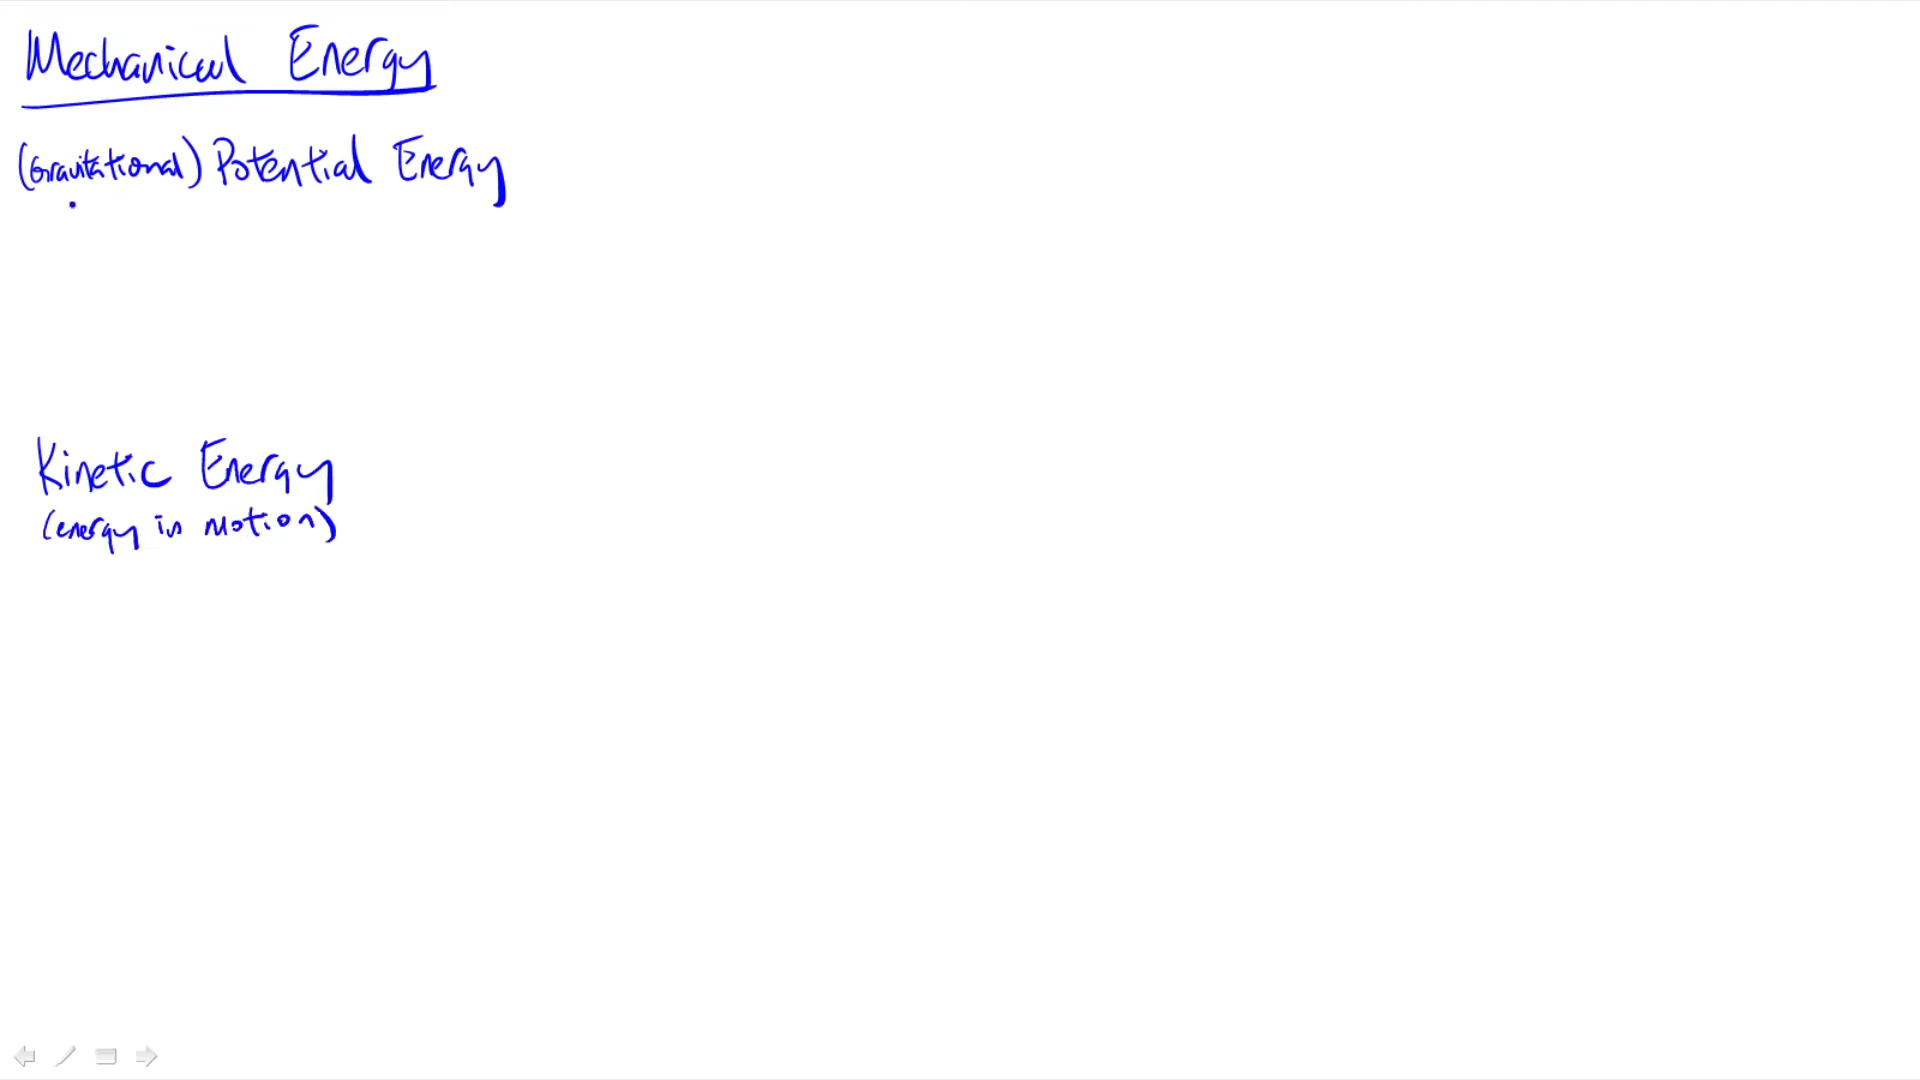 Mechanical Energy
(Gravitational) Potential Energy
Kinetic Energy
(energy in motion)